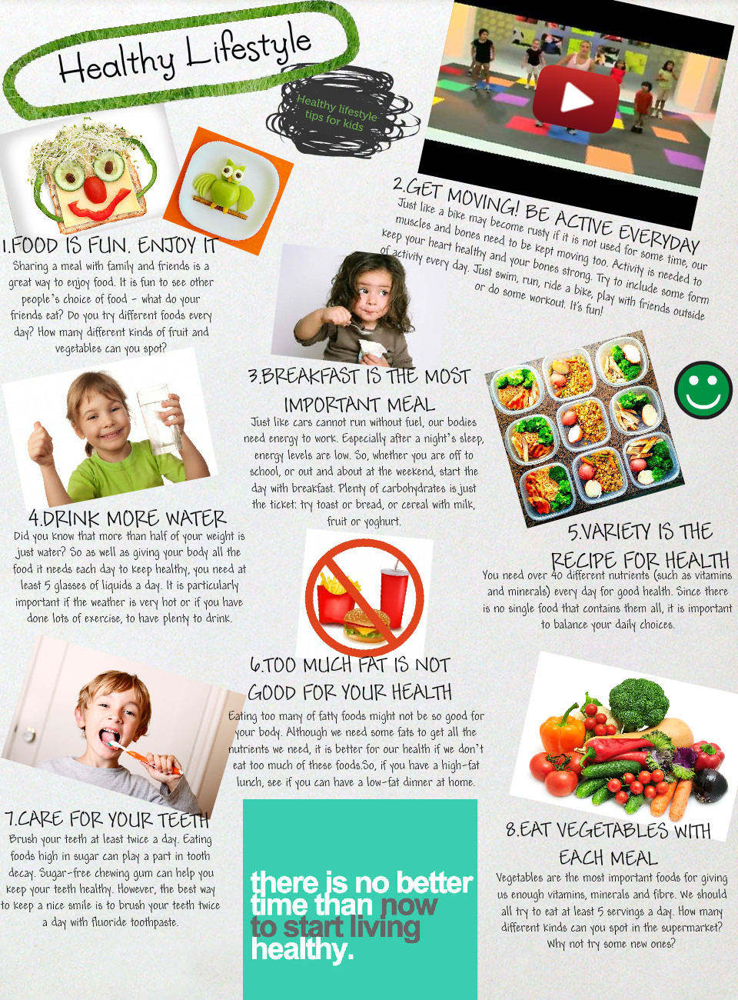 Healthy Lifestyle
Healthy lifestyle
tips for kids
1.FOOD IS FUN. ENJOY IT
Sharing a meal with family and friends is a
great way to enjoy food. It is fun to see other
people's choice of food – what do your
friends eat? Do you try different foods every
day? How many different kinds of fruit and
vegetables can you spot?
2.GET MOVING! BE ACTIVE EVERYDAY
Just like a bike may become rusty if it is not used for some time, our
muscles and bones need to be kept moving too. Activity is needed to
keep your heart healthy and your bones strong. Try to include some form
of activity every day. Just swim, run, ride a bike, play with friends outside
or do some workout. It's fun!
3.BREAKFAST IS THE MOST
IMPORTANT MEAL
Just like cars cannot run without fuel, our bodies
need energy to work. Especially after a night's sleep,
energy levels are low. So, whether you are off to
school, or out and about at the weekend, start the
day with breakfast. Plenty of carbohydrates is just
the ticket: try toast or bread, or cereal with milk,
fruit or yoghurt.
4.DRINK MORE WATER
Did you know that more than half of your weight is
just water? So as well as giving your body all the
food it needs each day to keep healthy, you need at
least 5 glasses of liquids a day. It is particularly
important if the weather is very hot or if you have
done lots of exercise, to have plenty to drink.
5.VARIETY IS THE
RECIPE FOR HEALTH
You need over 40 different nutrients (such as vitamins
and minerals) every day for good health. Since there
is no single food that contains them all, it is important
to balance your daily choices.
6.TOO MUCH FAT IS NOT
GOOD FOR YOUR HEALTH
Eating too many of fatty foods might not be so good for
your body. Although we need some fats to get all the
nutrients we need, it is better for our health if we don't
eat too much of these foods.So, if you have a high-fat
lunch, see if you can have a low-fat dinner at home.
7.CARE FOR YOUR TEETH
Brush your teeth at least twice a day. Eating
foods high in sugar can play a part in tooth
decay. Sugar-free chewing gum can help you
keep your teeth healthy. However, the best way
to keep a nice smile is to brush your teeth twice
a day with fluoride toothpaste.
8.EAT VEGETABLES WITH
EACH MEAL
Vegetables are the most important foods for giving
us enough vitamins, minerals and fibre. We should
all try to eat at least 5 servings a day. How many
different kinds can you spot in the supermarket?
Why not try some new ones?
there is no better
time than now
to start living
healthy.